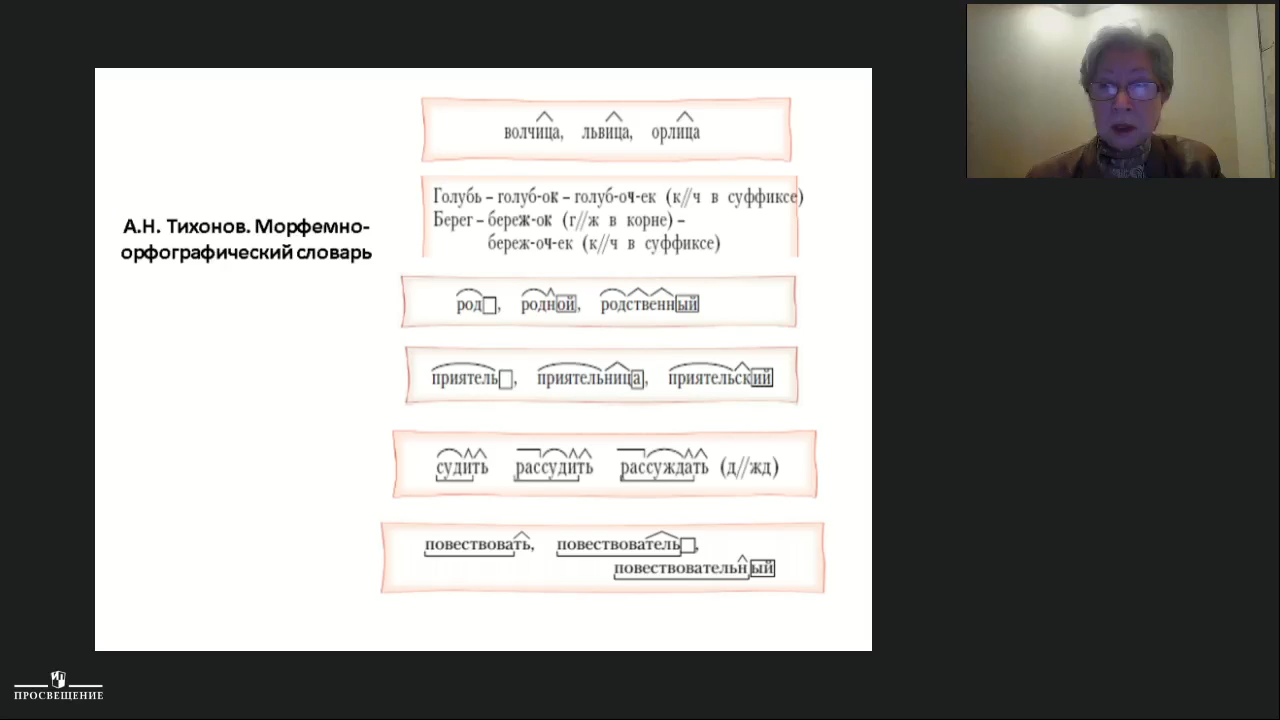 А.Н. Тихонов. Морфемно-
орфографический словарь
волчица, львица, орлица
Голубь – голуб-ок – голуб-оч-ек (к//ч в суффиксе)
Берег – береж-ок (г//ж в корне) –
береж-оч-ек (к//ч в суффиксе)
род, родной, родственный
приятель, приятельница, приятельский
судить рассудить рассуждать (д//жд)
повествовать, повествователь,
повествовательный
ПРОСВЕЩЕНИЕ